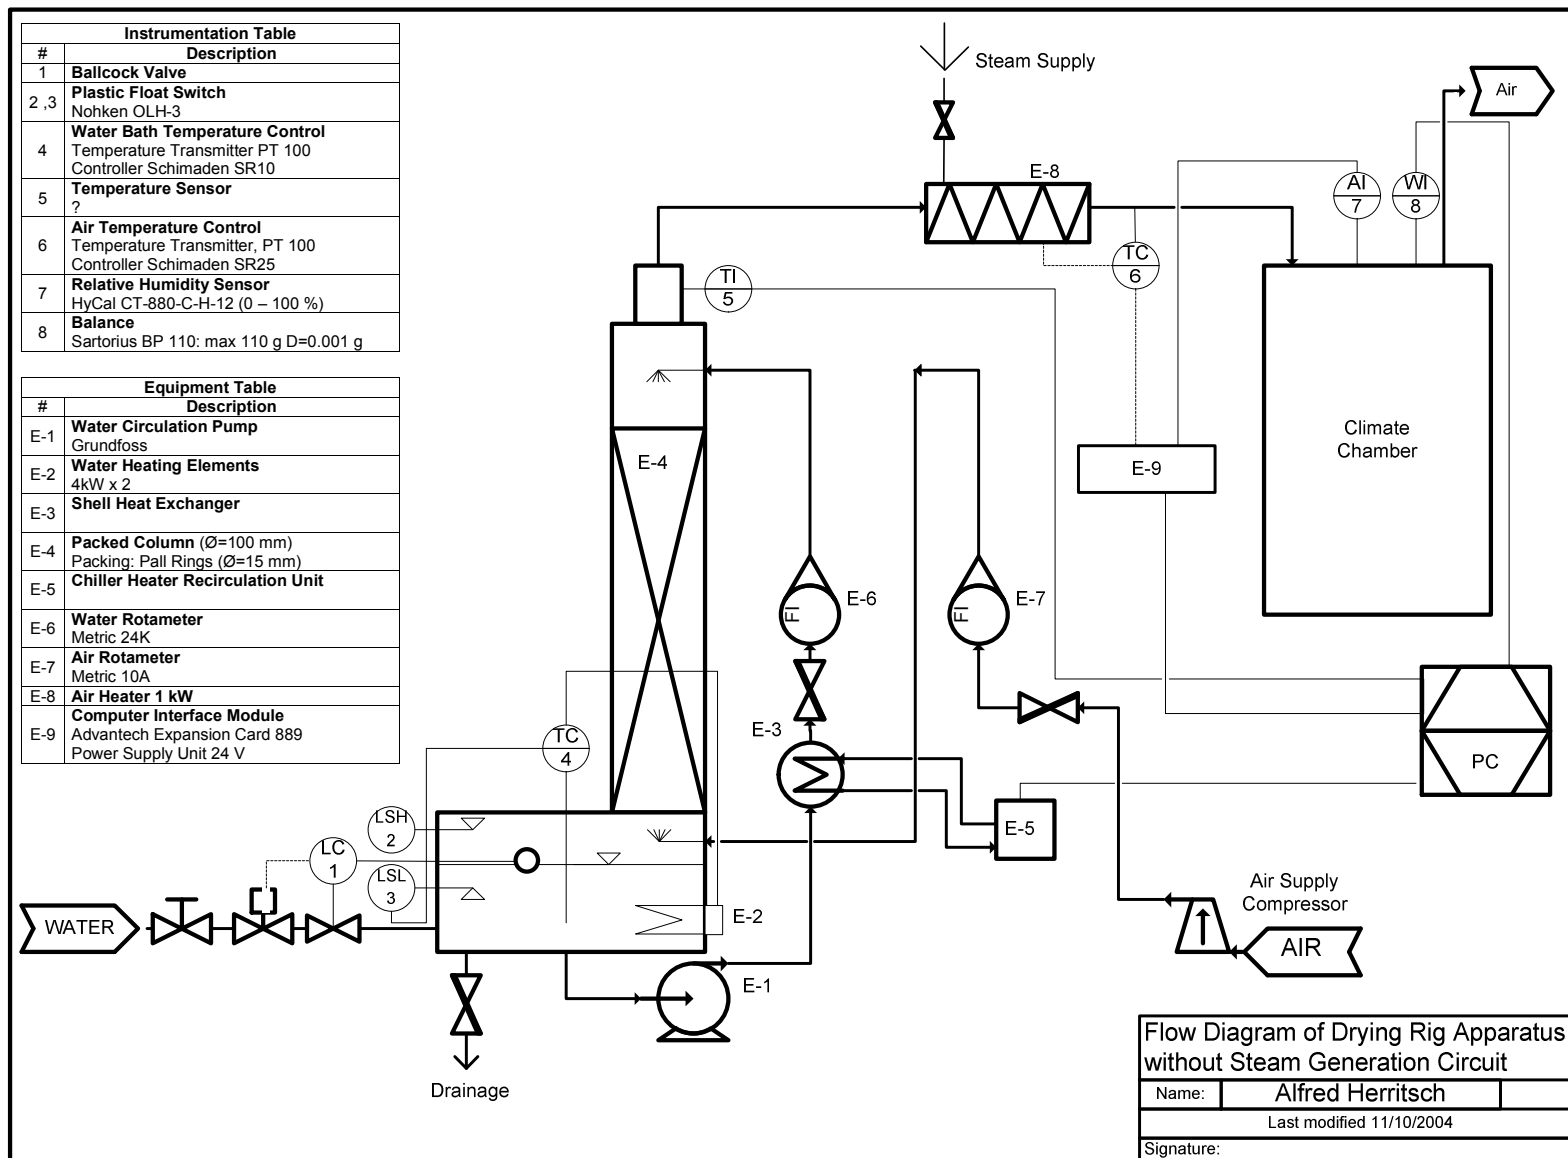 Instrumentation Table
# Description
1 Ballcock Valve
2 ,3 Plastic Float Switch
Nohken OLH-3
4 Water Bath Temperature Control
Temperature Transmitter PT 100
Controller Schimaden SR10
5 Temperature Sensor
?
6 Air Temperature Control
Temperature Transmitter, PT 100
Controller Schimaden SR25
7 Relative Humidity Sensor
HyCal CT-880-C-H-12 (0 – 100 %)
8 Balance
Sartorius BP 110: max 110 g D=0.001 g
Equipment Table
# Description
E-1 Water Circulation Pump
Grundfoss
E-2 Water Heating Elements
4kW x 2
E-3 Shell Heat Exchanger
E-4 Packed Column (Ø=100 mm)
Packing: Pall Rings (Ø=15 mm)
E-5 Chiller Heater Recirculation Unit
E-6 Water Rotameter
Metric 24K
E-7 Air Rotameter
Metric 10A
E-8 Air Heater 1 kW
E-9 Computer Interface Module
Advantech Expansion Card 889
Power Supply Unit 24 V
Steam Supply
Air
E-8
AI
7
WI
8
TC
6
TI
5
Climate
Chamber
E-4
E-9
FI
E-6
FI
E-7
E-3
TC
4
PC
LSH
2
E-5
LC
1
LSL
3
Air Supply
Compressor
WATER
E-2
AIR
E-1
Drainage
Flow Diagram of Drying Rig Apparatus
without Steam Generation Circuit
Name: Alfred Herritsch
Last modified 11/10/2004
Signature: